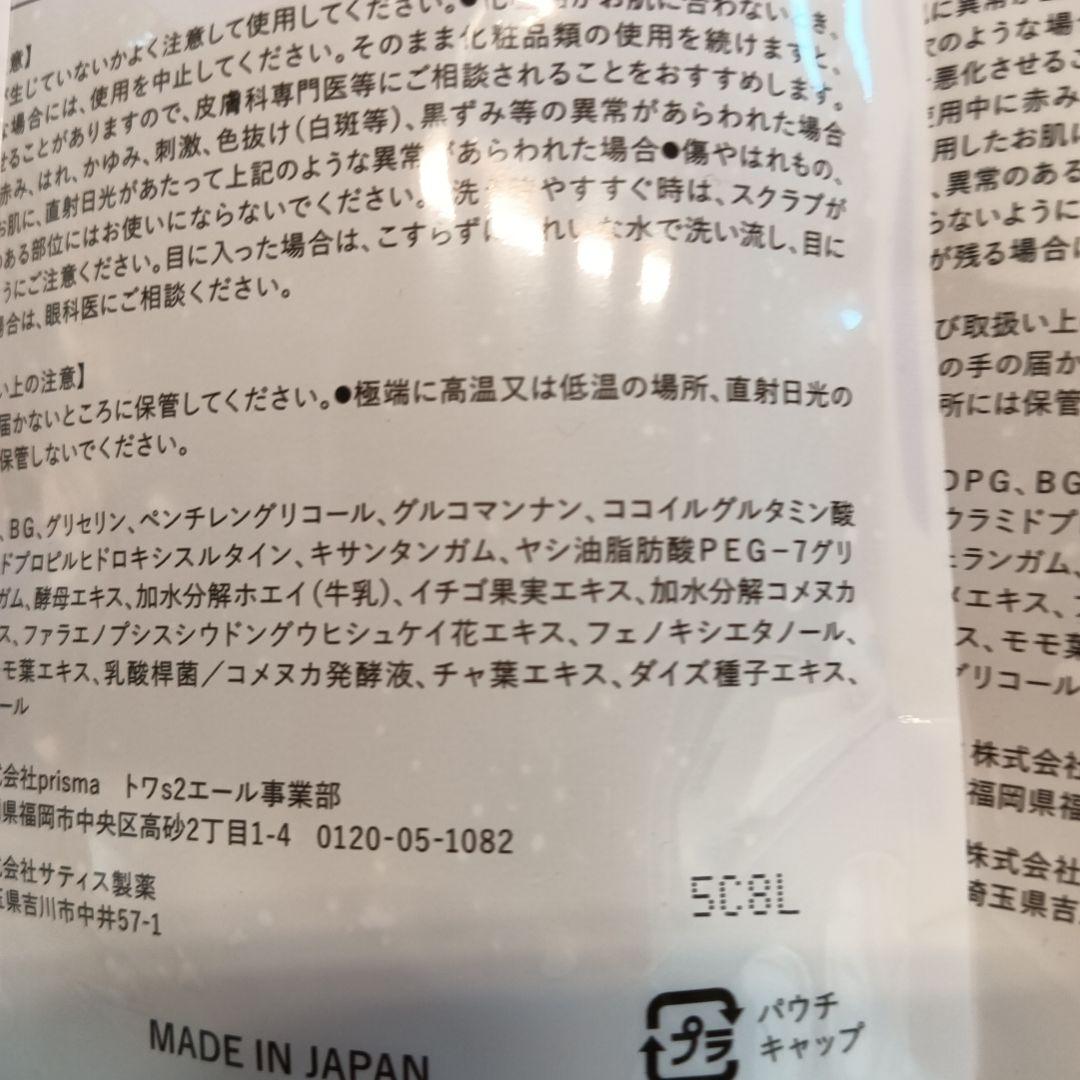 意】
が生じていないかよく注意して使用してください。●化粧品がお肌に合わないとき、
な場合には、使用を中止してください。そのまま化粧品類の使用を続けますと、
せることがありますので、皮膚科専門医等にご相談されることをおすすめします。
赤み、はれ、かゆみ、刺激、色抜け(白斑等)、黒ずみ等の異常があらわれた場合
お肌に、直射日光があたって上記のような異常があらわれた場合●傷やはれもの、
のある部位にはお使いにならないでください。 洗 やすすぐ時は、スクラブが
うにご注意ください。目に入った場合は、こすらずに れいな水で洗い流し、目に
場合は、眼科医にご相談ください。
い上の注意】
届かないところに保管してください。●極端に高温又は低温の場所、直射日光の
保管しないでください。
、BG、グリセリン、ペンチレングリコール、グルコマンナン、ココイルグルタミン酸
ドプロピルヒドロキシスルタイン、キサンタンガム、ヤシ油脂肪酸PEG-7グリ
ガム、酵母エキス、加水分解ホエイ(牛乳)、イチゴ果実エキス、加水分解コメヌカ
ス、ファラエノプシスシウドングウヒシュケイ花エキス、フェノキシエタノール、
モ葉エキス、乳酸桿菌/コメヌカ発酵液、チャ葉エキス、ダイズ種子エキス、
ール
会社prisma トワs2エール事業部
県福岡市中央区高砂2丁目1-4 0120-05-1082
会社サティス製薬
玉県吉川市中井57-1
5C8L
MADE IN JAPAN
プラ
パウチ
キャップ
に異常が
のような場
悪化させるこ
使用中に赤み
用したお肌に
、異常のある
らないように
が残る場合に
び取扱い上
の手の届か
所には保管
DPG、BG
ウラミドプ
ェランガム、
エキス、
ス、モモ葉
グリコール
株式会社
福岡県福
株式会社
埼玉県吉